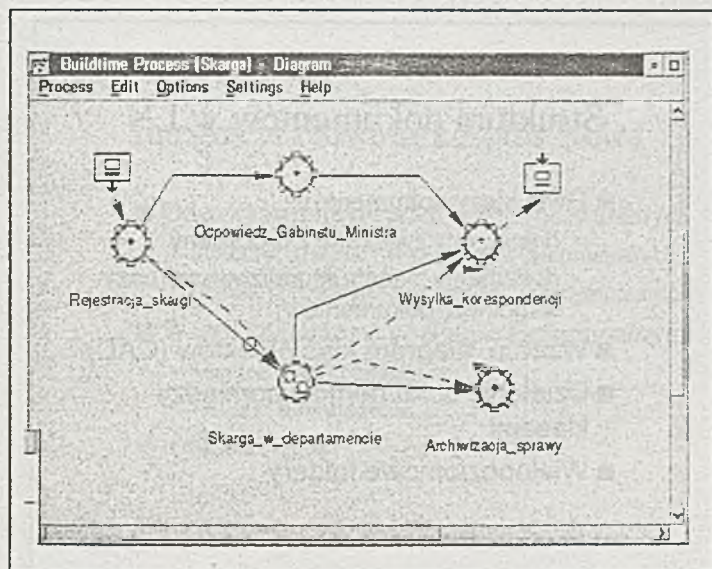 Buildtime Process [Skarga] - Diagram
Process Edit Options Settings Help
Odpowiedz_Gabinetu_Ministra
Rejestracja_skargi
Wysylka_korespondencji
Skarga_w_departamencie
Archiwizacja_sprawy